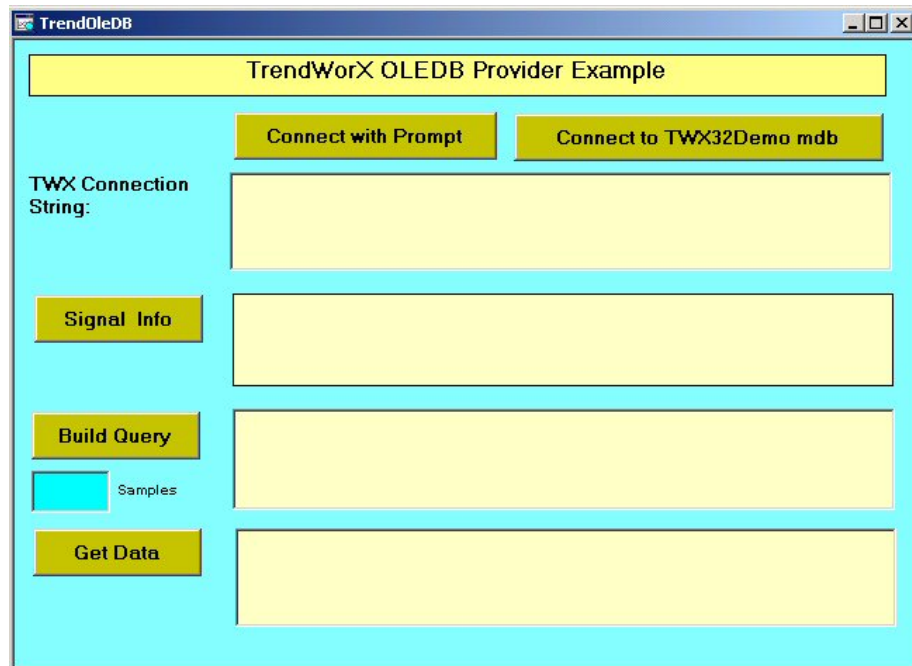 TrendOleDB
TrendWorX OLEDB Provider Example
Connect with Prompt
Connect to TWX32Demo mdb
TWX Connection
String:
Signal Info
Build Query
Samples
Get Data